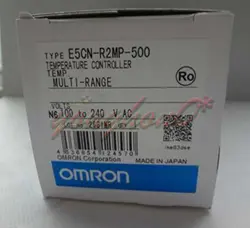 TYPE E5CN-R2MP-500
TEMPERATURE CONTROLLER
TEMP.
MULTI-RANGE
Ro
VOLTS
100 to 240 V AC
OMRON Corporation
MADE IN JAPAN
OMRON